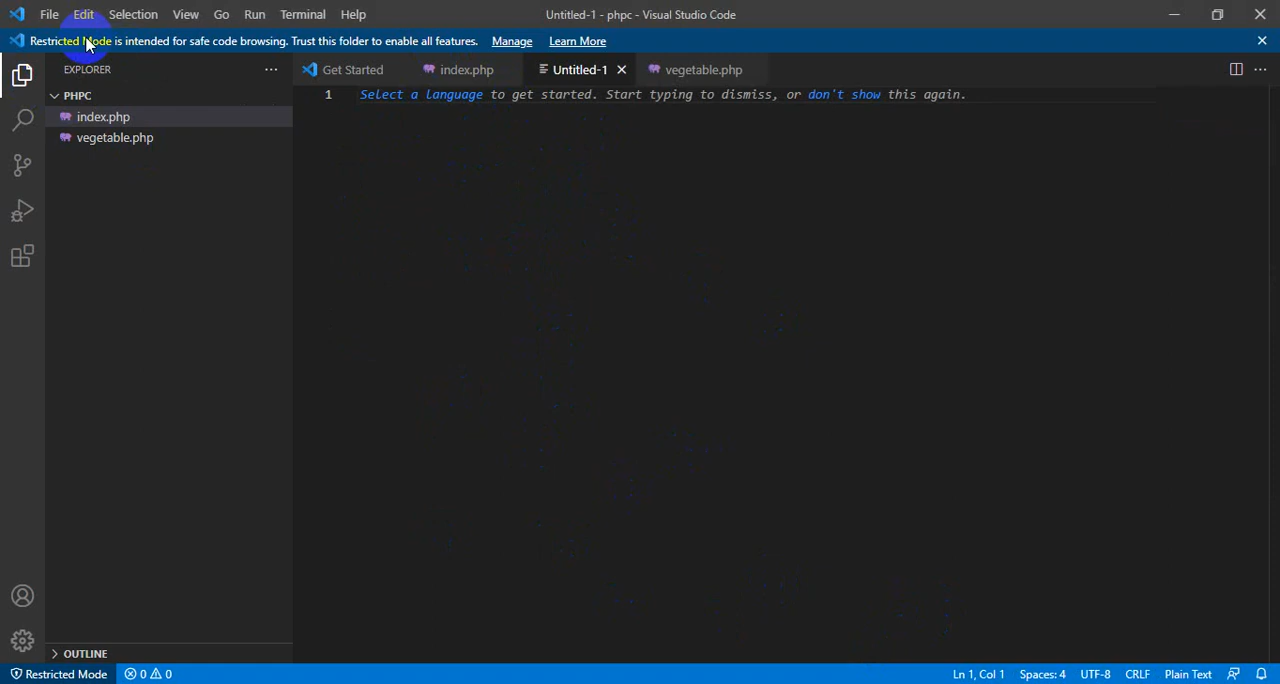 File Edit Selection View Go Run Terminal Help
Untitled-1 - phpc - Visual Studio Code
Restricted Mode is intended for safe code browsing. Trust this folder to enable all features. Manage Learn More
EXPLORER
Get Started index.php Untitled-1 vegetable.php
PHPC
index.php
vegetable.php
1 Select a language to get started. Start typing to dismiss, or don't show this again.
OUTLINE
Restricted Mode 0 0 Ln 1, Col 1 Spaces: 4 UTF-8 CRLF Plain Text